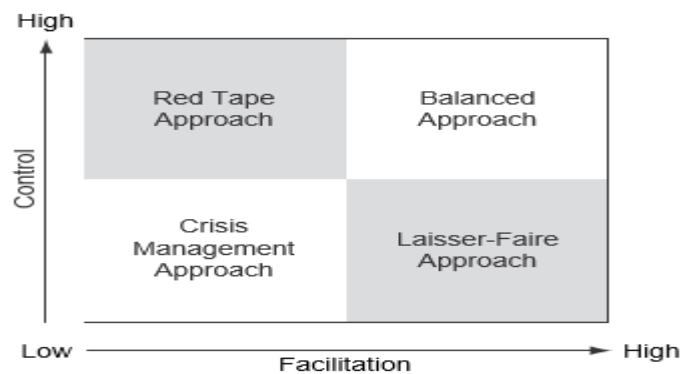 High
Red Tape
Approach
Balanced
Approach
Control
Crisis
Management
Approach
Laisser-Faire
Approach
Low
Facilitation
High